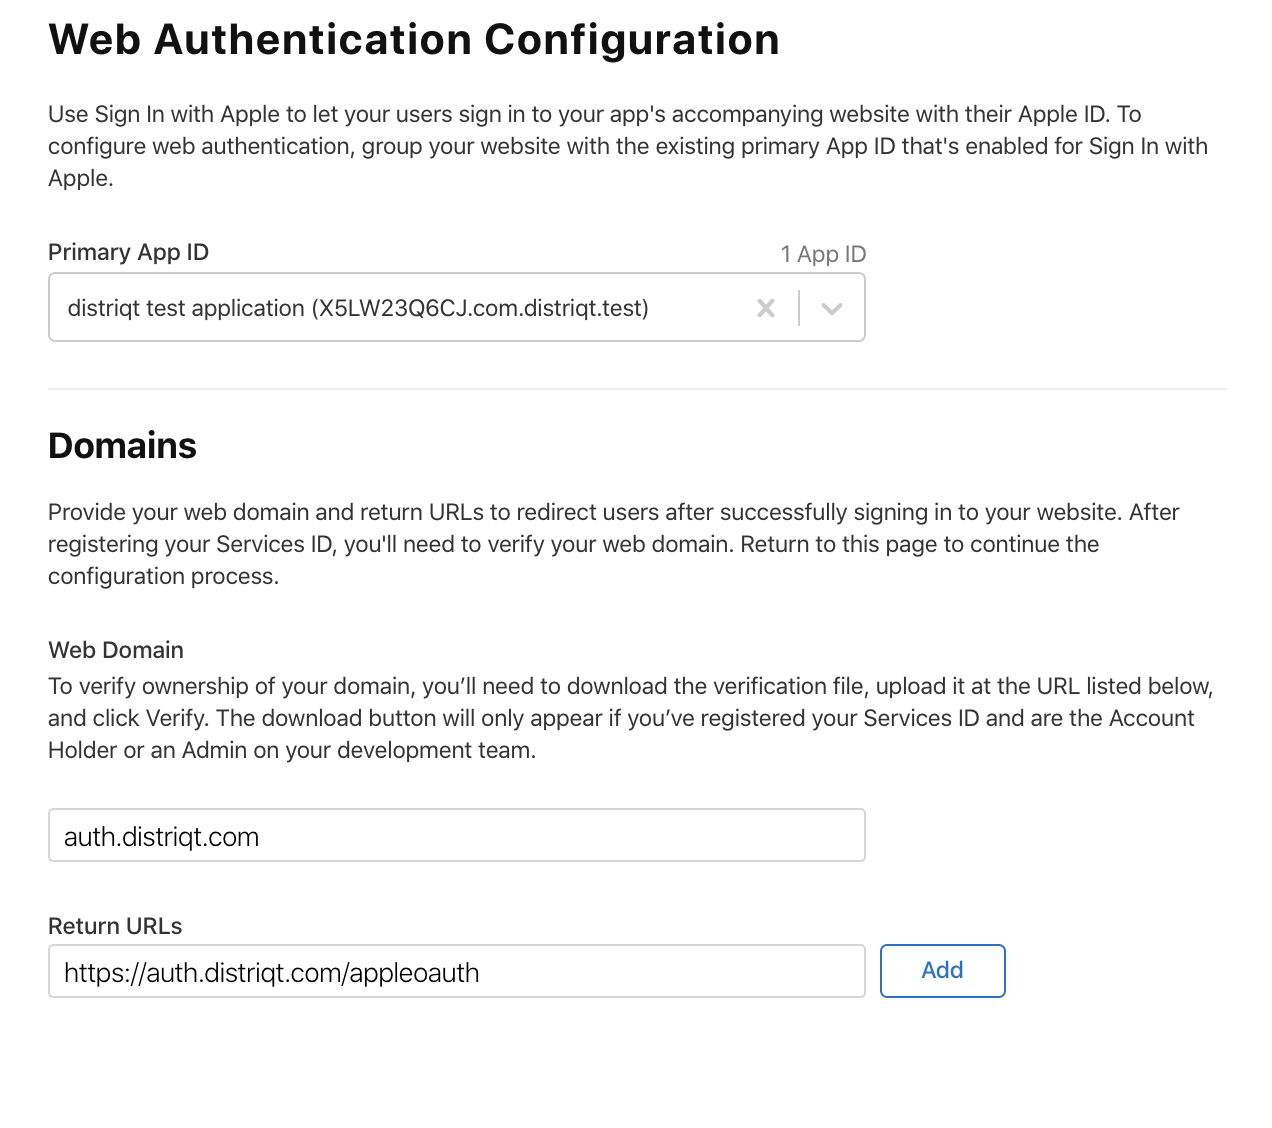 Web Authentication Configuration
Use Sign In with Apple to let your users sign in to your app's accompanying website with their Apple ID. To
configure web authentication, group your website with the existing primary App ID that's enabled for Sign In with
Apple.
Primary App ID
1 App ID
distriqt test application (X5LW23Q6CJ.com.distriqt.test)
Domains
Provide your web domain and return URLs to redirect users after successfully signing in to your website. After
registering your Services ID, you'll need to verify your web domain. Return to this page to continue the
configuration process.
Web Domain
To verify ownership of your domain, you’ll need to download the verification file, upload it at the URL listed below,
and click Verify. The download button will only appear if you’ve registered your Services ID and are the Account
Holder or an Admin on your development team.
auth.distriqt.com
Return URLs
https://auth.distriqt.com/appleoauth
Add